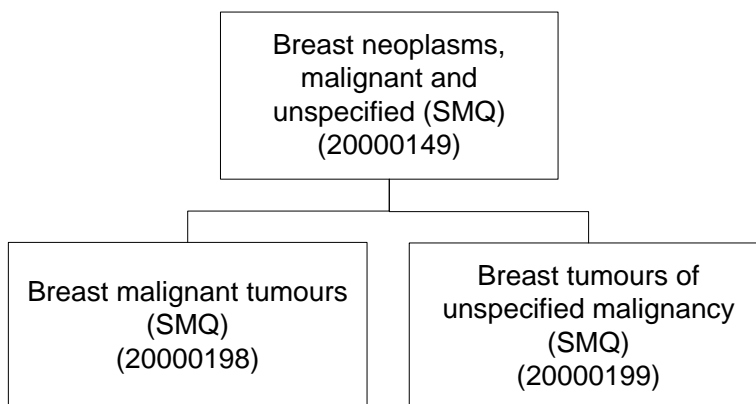 Breast neoplasms,
malignant and
unspecified (SMQ)
(20000149)
Breast malignant tumours
(SMQ)
(20000198)
Breast tumours of
unspecified malignancy
(SMQ)
(20000199)